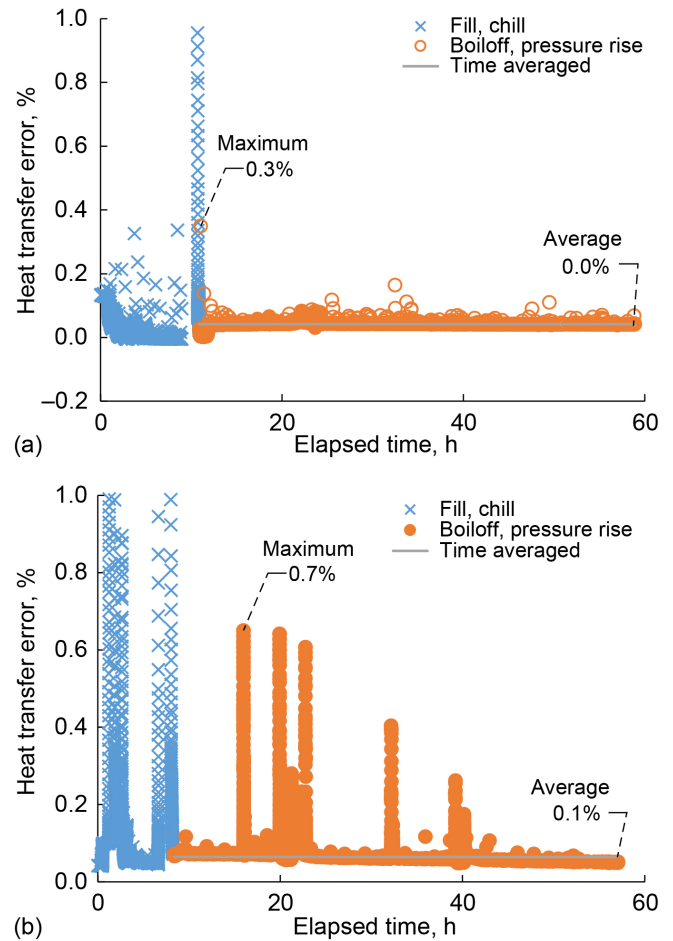 1.0
Fill, chill
Boiloff, pressure rise
Time averaged
0.8
Heat transfer error, %
Maximum
0.3%
0.6
0.4
Average
0.0%
0.2
0.0
–0.2
0
20
40
60
(a)
Elapsed time, h
1.0
Fill, chill
Boiloff, pressure rise
Time averaged
Maximum
0.7%
0.8
Heat transfer error, %
0.6
0.4
Average
0.1%
0.2
0.0
0
20
40
60
(b)
Elapsed time, h